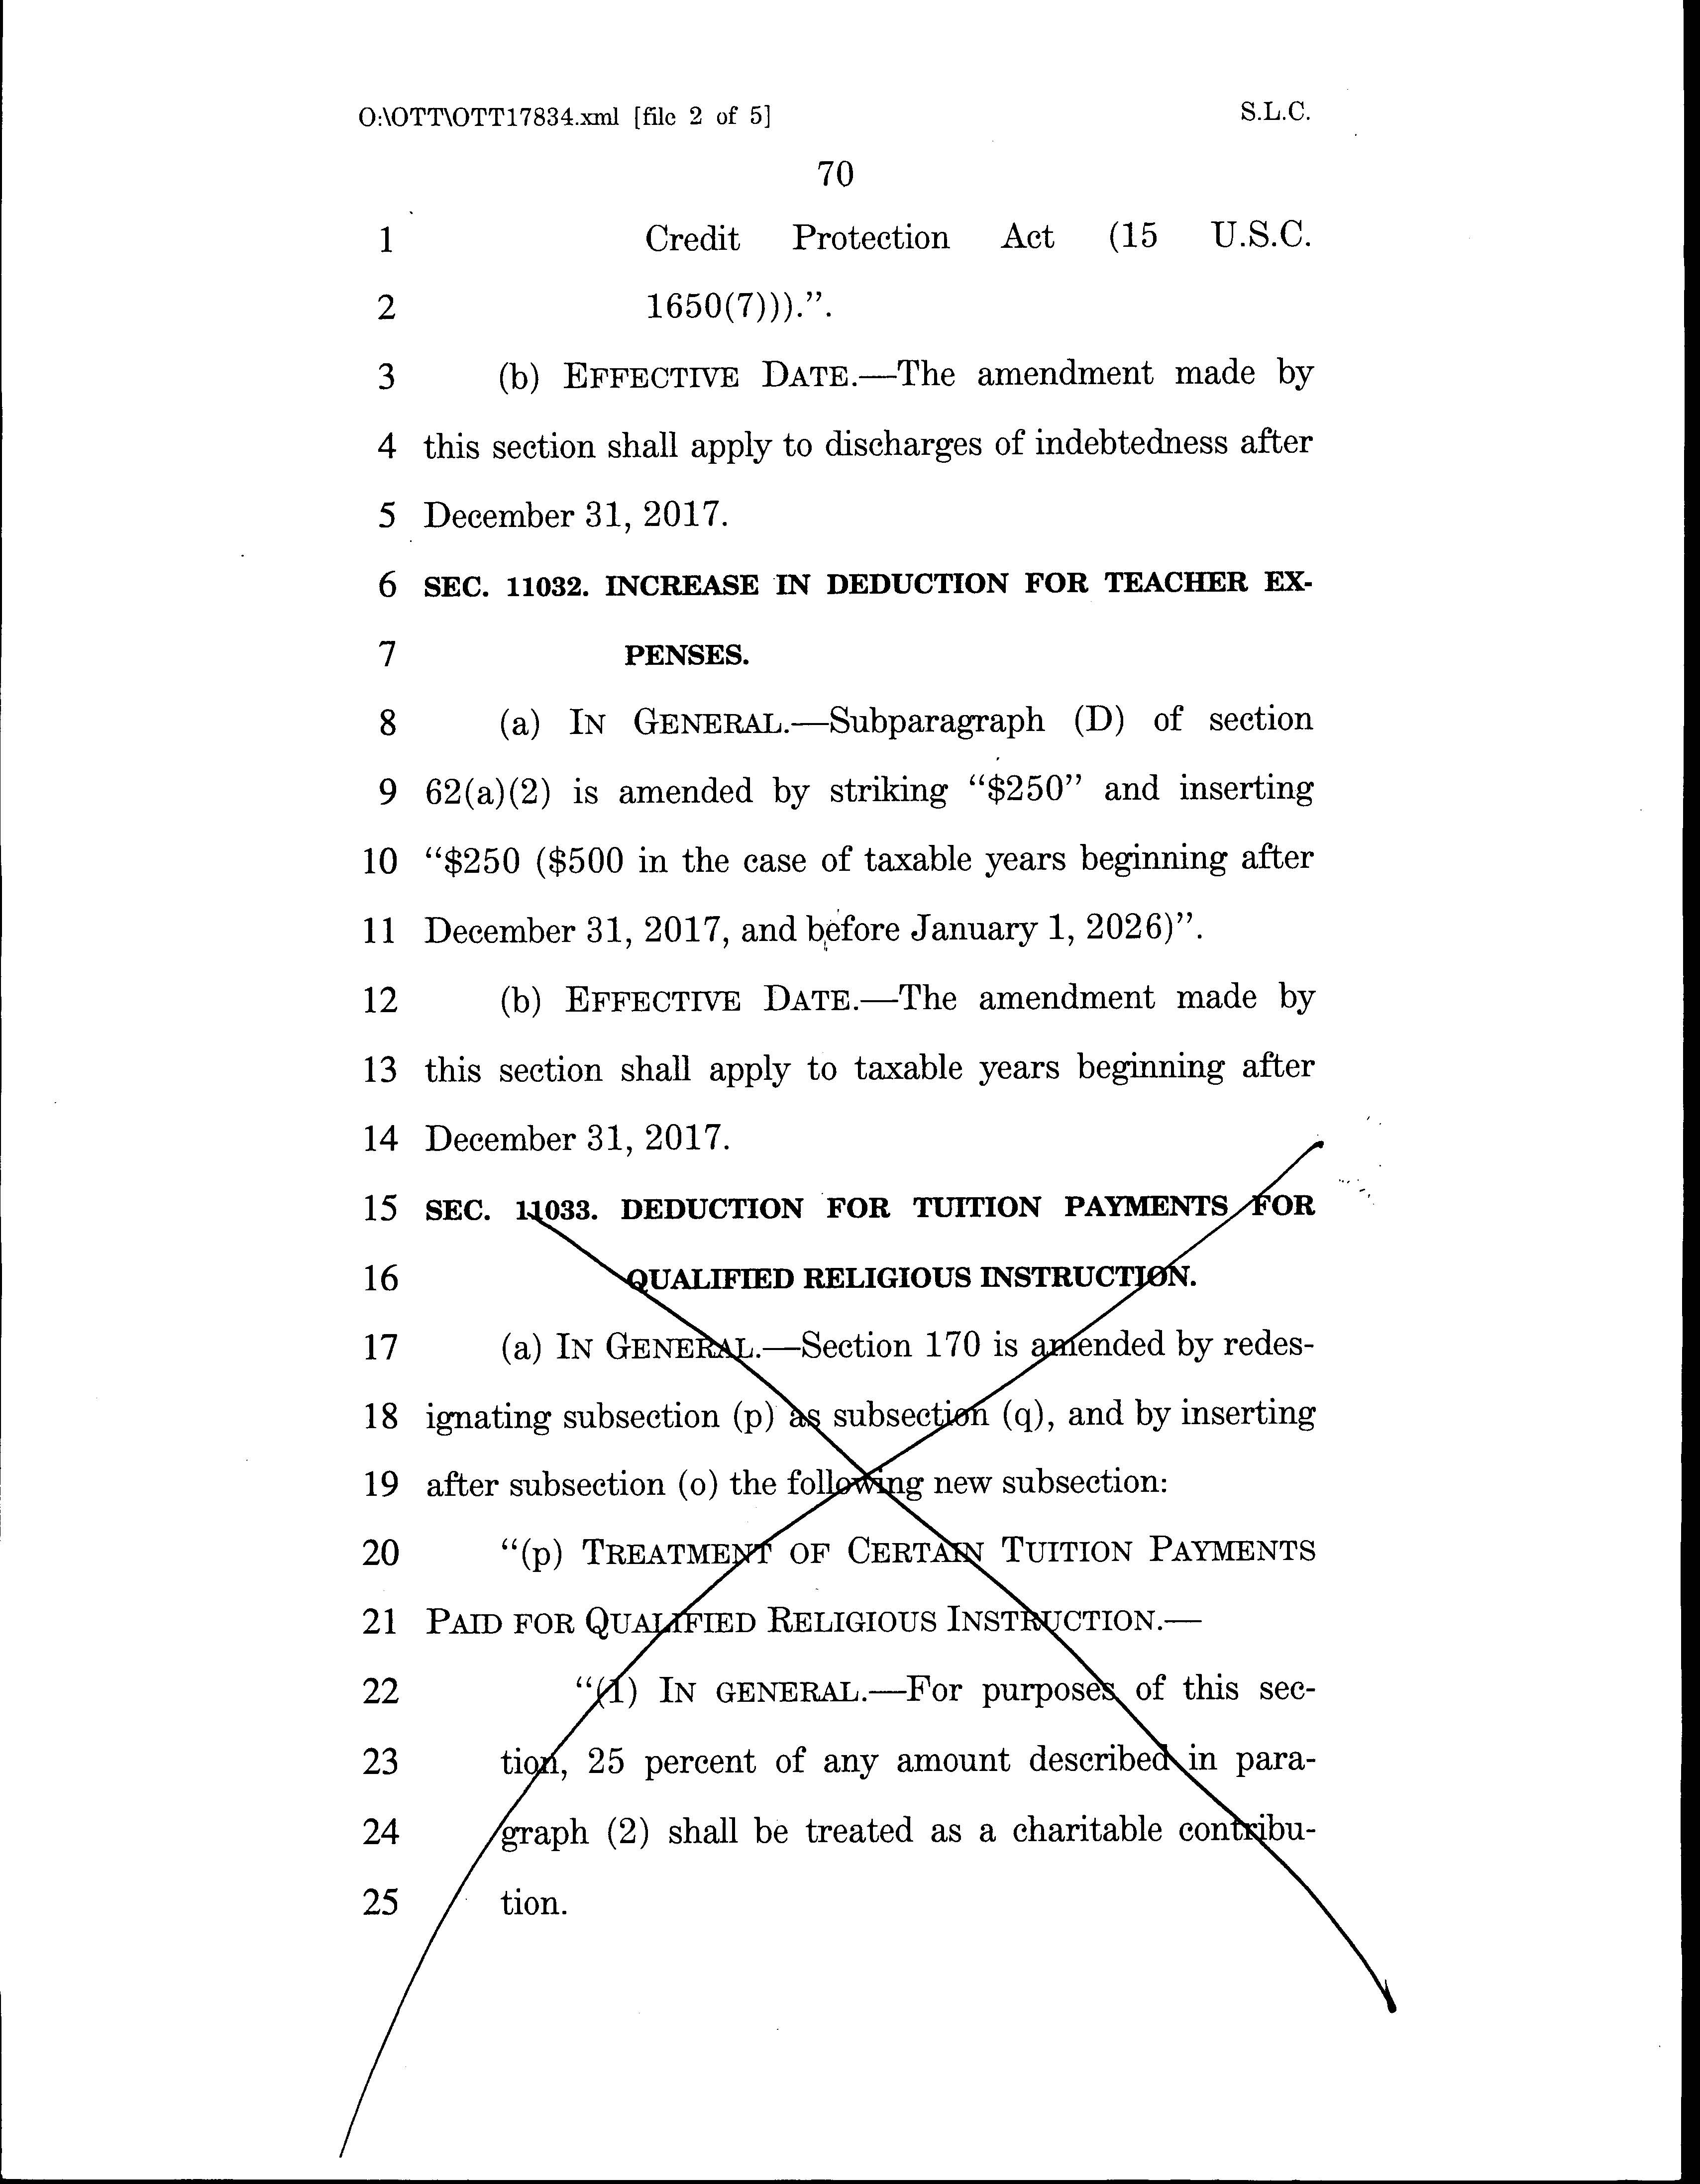 O:\OTT\OTT17834.xml [file 2 of 5] S.L.C.
70
1 Credit Protection Act (15 U.S.C.
2 1650(7))).”.
3 (b) EFFECTIVE DATE.—The amendment made by
4 this section shall apply to discharges of indebtedness after
5 December 31, 2017.
6 SEC. 11032. INCREASE IN DEDUCTION FOR TEACHER EX-
7 PENSES.
8 (a) IN GENERAL.—Subparagraph (D) of section
9 62(a)(2) is amended by striking “$250” and inserting
10 “$250 ($500 in the case of taxable years beginning after
11 December 31, 2017, and before January 1, 2026)”.
12 (b) EFFECTIVE DATE.—The amendment made by
13 this section shall apply to taxable years beginning after
14 December 31, 2017.
15 SEC. 11033. DEDUCTION FOR TUITION PAYMENTS FOR
16 QUALIFIED RELIGIOUS INSTRUCTION.
17 (a) IN GENERAL.—Section 170 is amended by redes-
18 ignating subsection (p) as subsection (q), and by inserting
19 after subsection (o) the following new subsection:
20 “(p) TREATMENT OF CERTAIN TUITION PAYMENTS
21 PAID FOR QUALIFIED RELIGIOUS INSTRUCTION.—
22 “(1) IN GENERAL.—For purposes of this sec-
23 tion, 25 percent of any amount described in para-
24 graph (2) shall be treated as a charitable contribu-
25 tion.